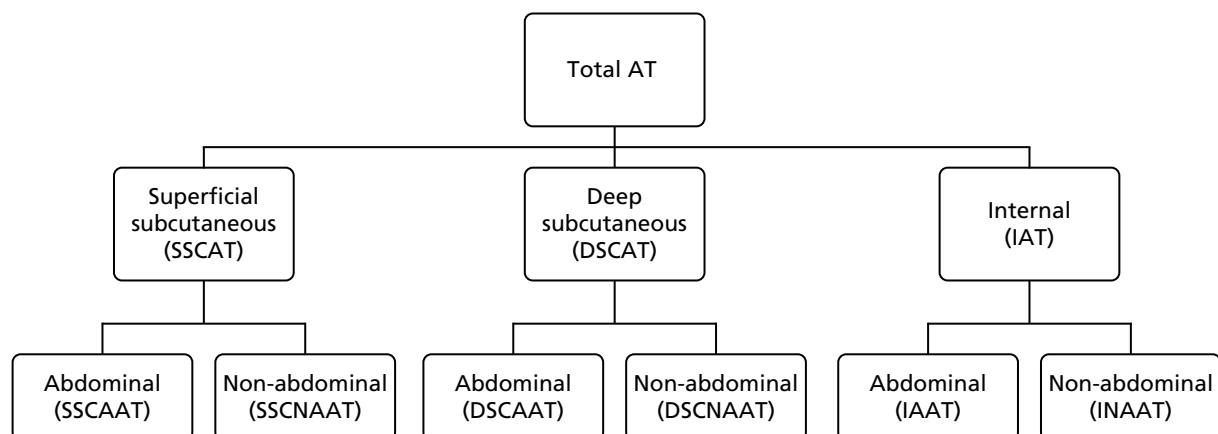 Total AT
Superficial
subcutaneous
(SSCAT)
Deep
subcutaneous
(DSCAT)
Internal
(IAT)
Abdominal
(SSCAAT)
Non-abdominal
(SSCNAAT)
Abdominal
(DSCAAT)
Non-abdominal
(DSCNAAT)
Abdominal
(IAAT)
Non-abdominal
(INAAT)